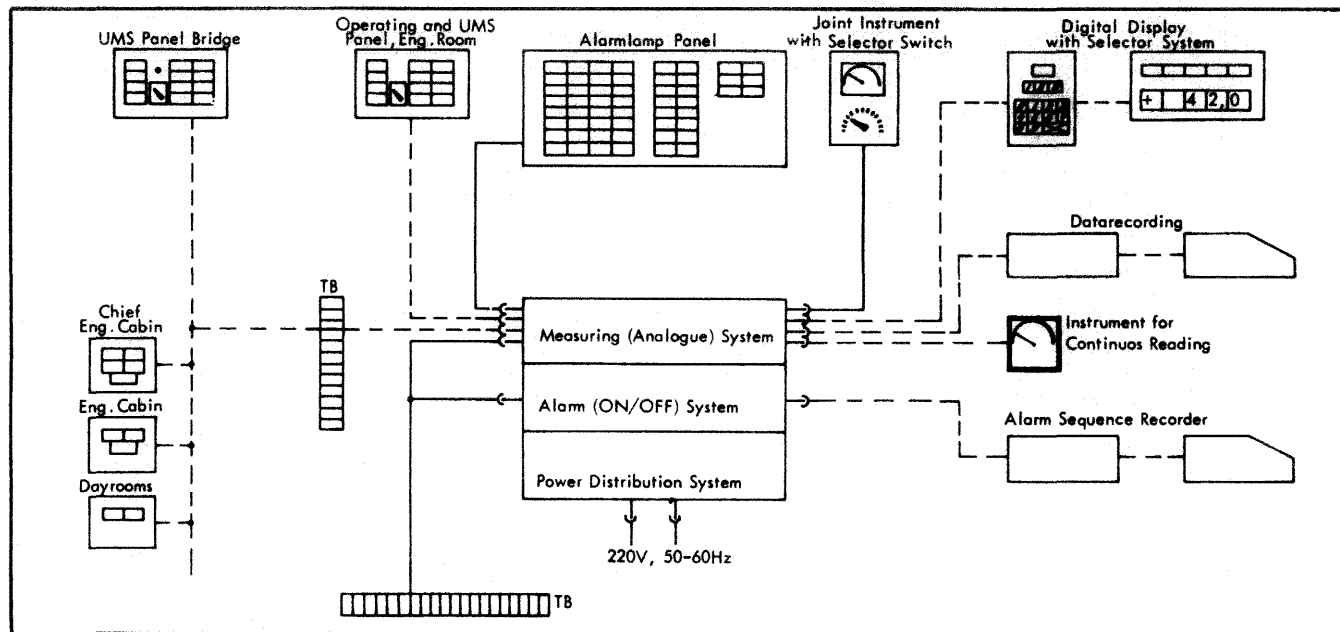 UMS Panel Bridge
Operating and UMS
Panel, Eng. Room
Alarmlamp Panel
Joint Instrument
with Selector Switch
Digital Display
with Selector System
+ 4 2,0
Datarecording
TB
Chief
Eng. Cabin
Measuring (Analogue) System
Instrument for
Continuos Reading
Eng. Cabin
Alarm (ON/OFF) System
Alarm Sequence Recorder
Dayrooms
Power Distribution System
220V, 50-60Hz
TB